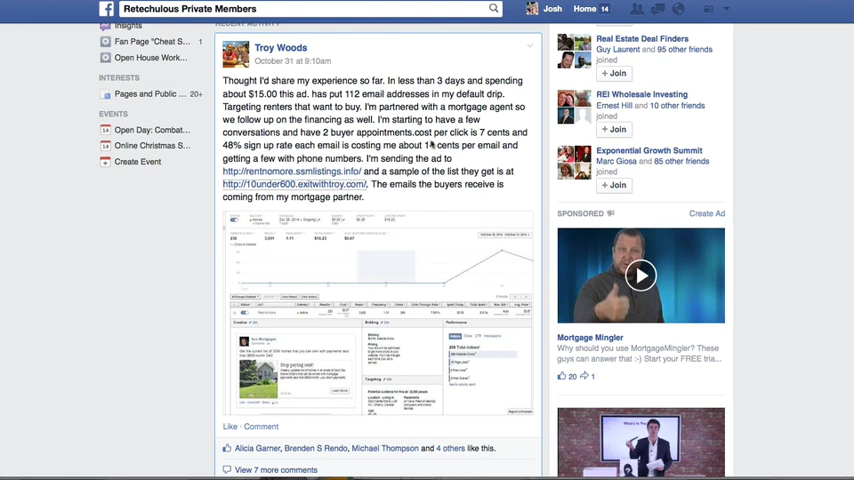 Retechulous Private Members
Josh
Home 14
Insights
Fan Page "Cheat S... 1
Open House Work...
INTERESTS
Pages and Public ... 20+
EVENTS
Open Day: Combat...
Online Christmas S...
Create Event
RECENT ACTIVITY
Troy Woods
October 31 at 9:10am
Thought I'd share my experience so far. In less than 3 days and spending
about $15.00 this ad. has put 112 email addresses in my default drip.
Targeting renters that want to buy. I'm partnered with a mortgage agent so
we follow up on the financing as well. I'm starting to have a few
conversations and have 2 buyer appointments.cost per click is 7 cents and
48% sign up rate each email is costing me about cents per email and
getting a few with phone numbers. I'm sending the ad to
http://rentnomore.ssmlistings.info/ and a sample of the list they get is at
http://10under600.exitwithtroy.com/. The emails the buyers receive is
coming from my mortgage partner.
Creative
Bidding
Performance
Targeting
Stop paying rent!
Like · Comment
Alicia Garner, Brenden S Rendo, Michael Thompson and 4 others like this.
View 7 more comments
Real Estate Deal Finders
Guy Laurent and 95 other friends
joined
+ Join
REI Wholesale Investing
Ernest Hill and 10 other friends
joined
+ Join
Exponential Growth Summit
Marc Giosa and 85 other friends
joined
+ Join
SPONSORED
Create Ad
Mortgage Mingler
Why should you use MortgageMingler? These
guys can answer that :-) Start your FREE tria...
20 1